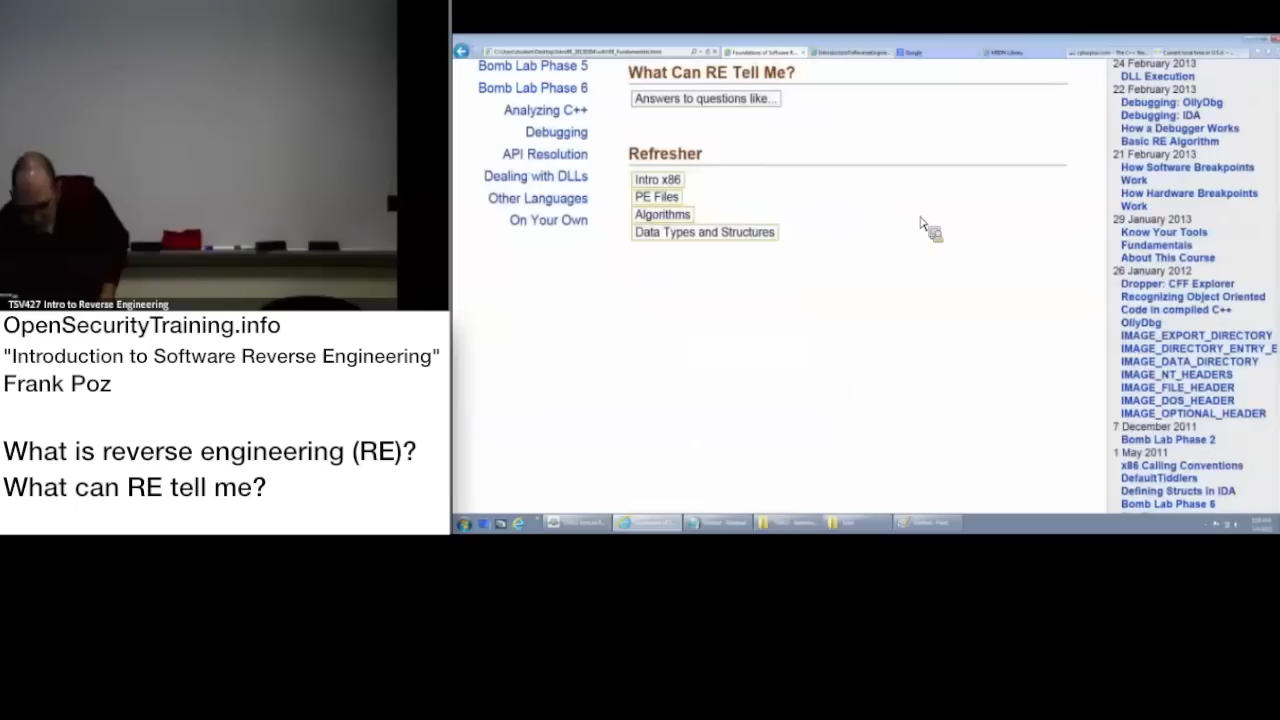 TSV427 Intro to Reverse Engineering
OpenSecurityTraining.info
"Introduction to Software Reverse Engineering"
Frank Poz
What is reverse engineering (RE)?
What can RE tell me?
Google
MSDN Library
Bomb Lab Phase 5
Bomb Lab Phase 6
Analyzing C++
Debugging
API Resolution
Dealing with DLLs
Other Languages
On Your Own
What Can RE Tell Me?
Answers to questions like...
Refresher
Intro x86
PE Files
Algorithms
Data Types and Structures
24 February 2013
DLL Execution
22 February 2013
Debugging: OllyDbg
Debugging: IDA
How a Debugger Works
Basic RE Algorithm
21 February 2013
How Software Breakpoints
Work
How Hardware Breakpoints
Work
29 January 2013
Know Your Tools
Fundamentals
About This Course
26 January 2012
Dropper: CFF Explorer
Recognizing Object Oriented
Code in compiled C++
OllyDbg
IMAGE_EXPORT_DIRECTORY
IMAGE_DIRECTORY_ENTRY_E
IMAGE_DATA_DIRECTORY
IMAGE_NT_HEADERS
IMAGE_FILE_HEADER
IMAGE_DOS_HEADER
IMAGE_OPTIONAL_HEADER
7 December 2011
Bomb Lab Phase 2
1 May 2011
x86 Calling Conventions
DefaultTiddlers
Defining Structs in IDA
Bomb Lab Phase 6